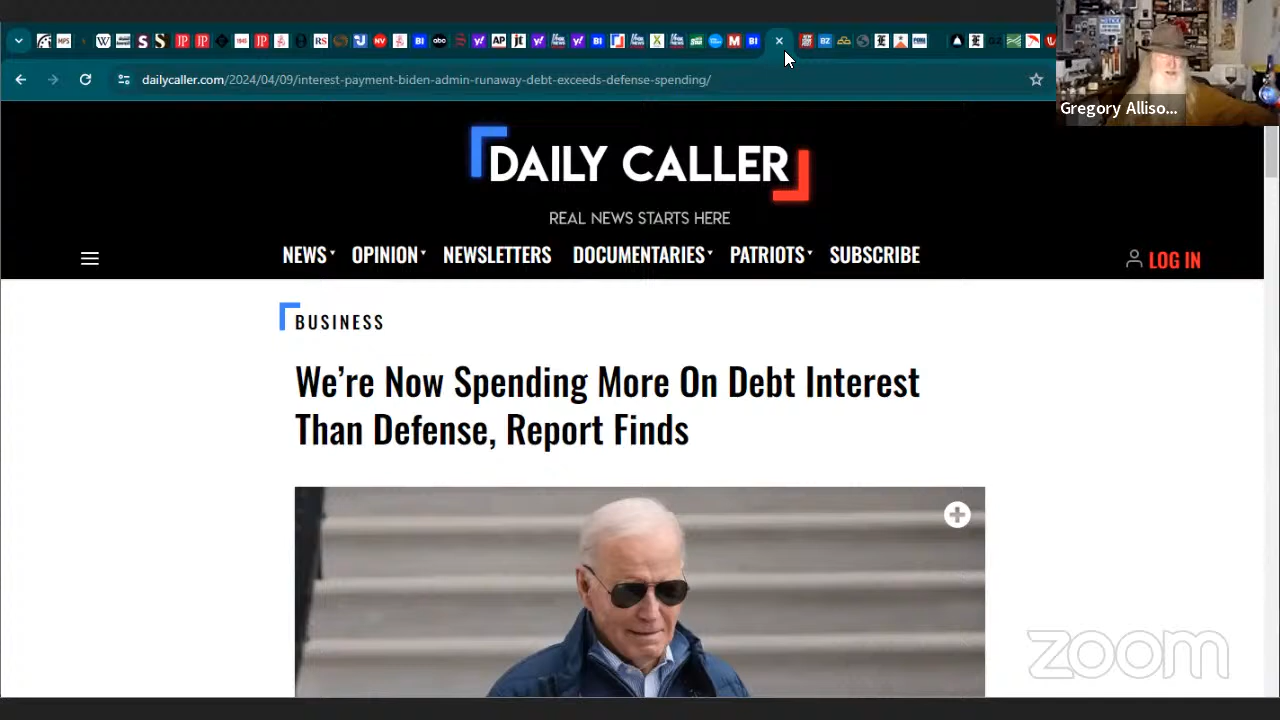 dailycaller.com/2024/04/09/interest-payment-biden-admin-runaway-debt-exceeds-defense-spending/
Gregory Alliso...
DAILY CALLER
REAL NEWS STARTS HERE
NEWS OPINION NEWSLETTERS DOCUMENTARIES PATRIOTS SUBSCRIBE
LOG IN
BUSINESS
We’re Now Spending More On Debt Interest
Than Defense, Report Finds
zoom